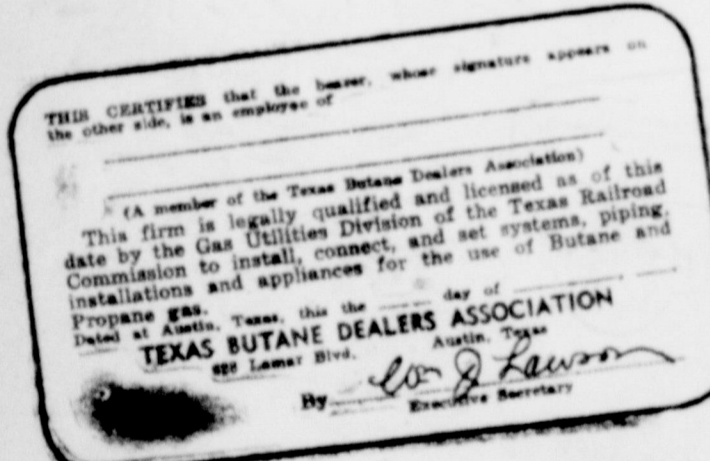 THIS CERTIFIES that the bearer, whose signature appears on
the other side, is an employee of
(A member of the Texas Butane Dealers Association)
This firm is legally qualified and licensed as of this
date by the Gas Utilities Division of the Texas Railroad
Commission to install, connect, and set systems, piping,
installations and appliances for the use of Butane and
Propane gas.
Dated at Austin, Texas, this the ____ day of ____
TEXAS BUTANE DEALERS ASSOCIATION
Lamar Blvd. Austin, Texas
By J Lawson
Executive Secretary